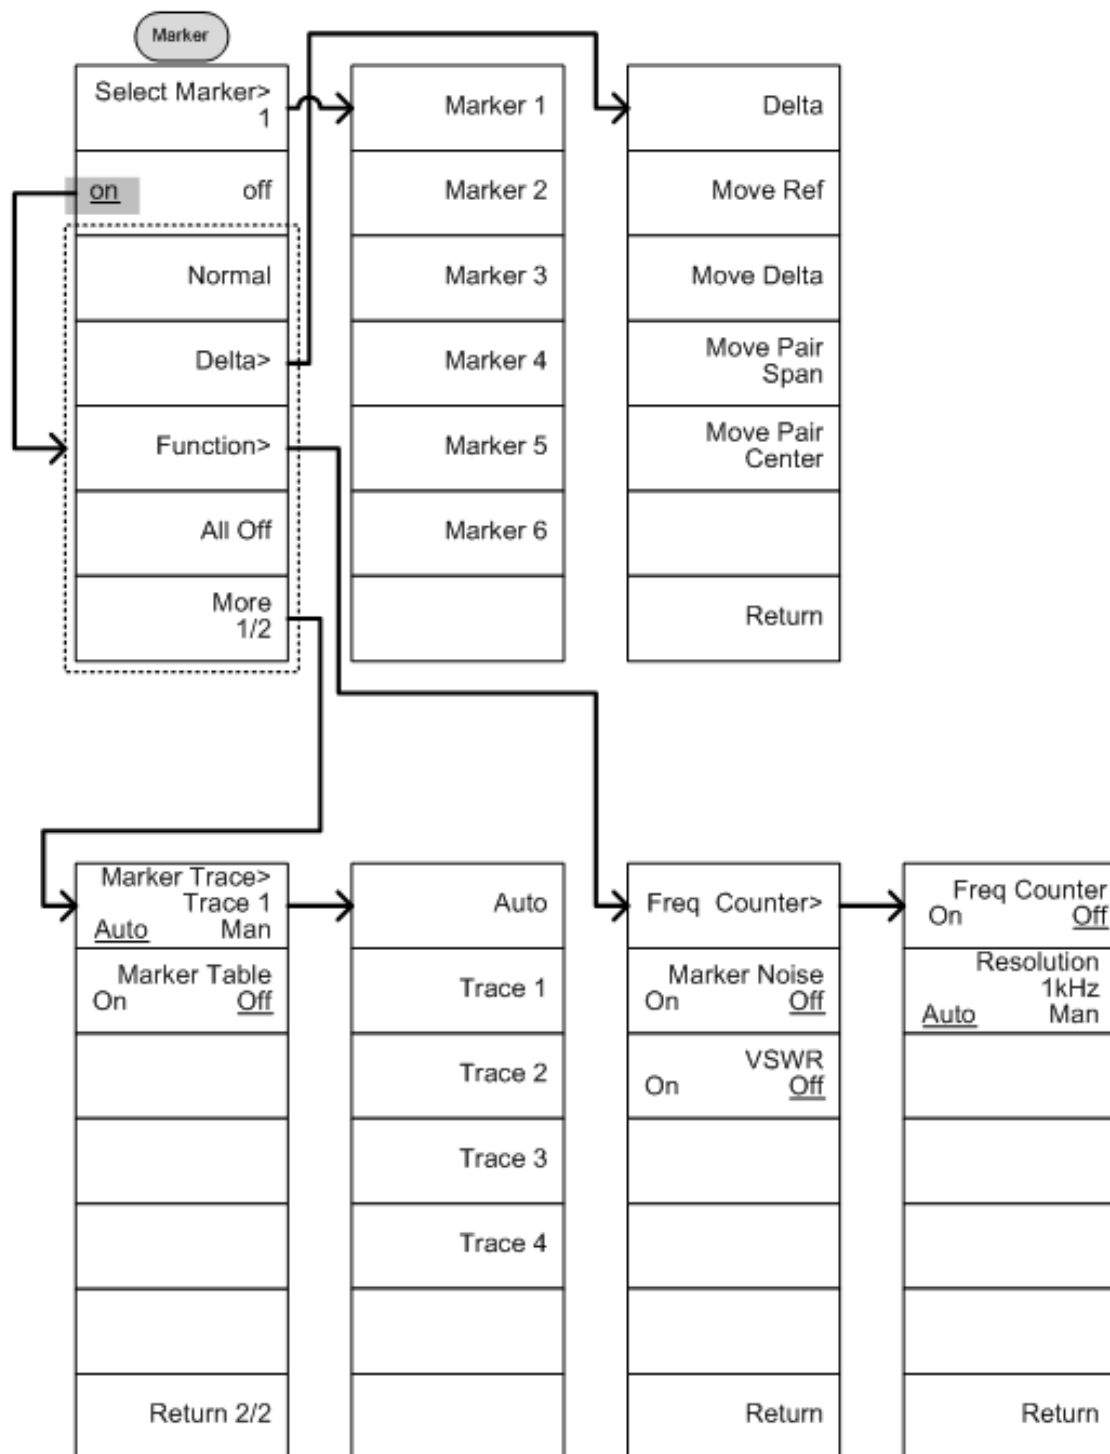 Marker
Select Marker>
1
on off
Normal
Delta>
Function>
All Off
More
1/2
Marker 1
Marker 2
Marker 3
Marker 4
Marker 5
Marker 6
Delta
Move Ref
Move Delta
Move Pair
Span
Move Pair
Center
Return
Marker Trace>
Trace 1
Auto Man
Marker Table
On Off
Return 2/2
Auto
Trace 1
Trace 2
Trace 3
Trace 4
Freq Counter>
Marker Noise
On Off
VSWR
On Off
Return
Freq Counter
On Off
Resolution
1kHz
Auto Man
Return